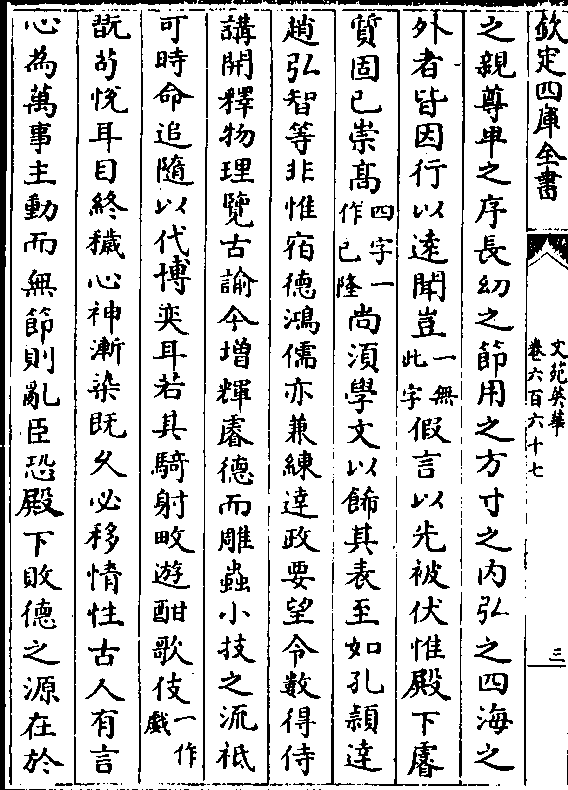 欽定四庫全書
文苑英華
卷六百六十七
三
之親尊卑之序長幼之節用之方寸之内弘之四海之
外者皆因行以遠聞豈一無此字假言以先被伏惟殿下睿
質固已崇髙四字一作已隆尚湏學文以飾其表至如孔頴達
趙弘智等非惟宿德鴻儒亦兼練達政要望令數得侍
講開釋物理覽古諭今增輝睿德而雕蟲小技之流祗
可時命追隨以代博奕耳若其騎射畋遊酣歌伎一作戲
翫茍悅耳目終穢心神漸染既乆必移情性古人有言
心為萬事主動而無節則亂臣恐殿下敗德之源在於